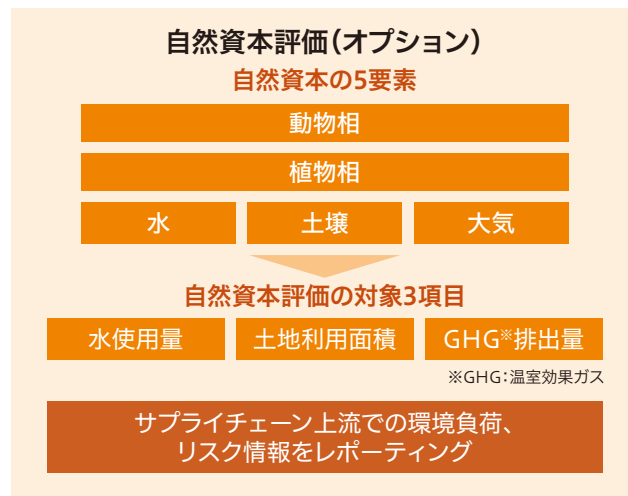 自然資本評価(オプション)
自然資本の5要素
動物相
植物相
水 土壌 大気
自然資本評価の対象3項目
水使用量 土地利用面積 GHG※排出量
※GHG:温室効果ガス
サプライチェーン上流での環境負荷、
リスク情報をレポーティング